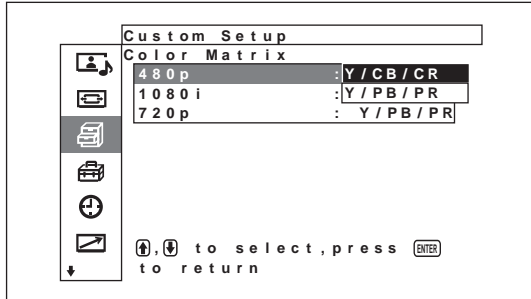 Custom Setup
Color Matrix
480p : Y/CB/CR
1080i : Y/PB/PR
720p : Y/PB/PR
, to select, press ENTER
to return